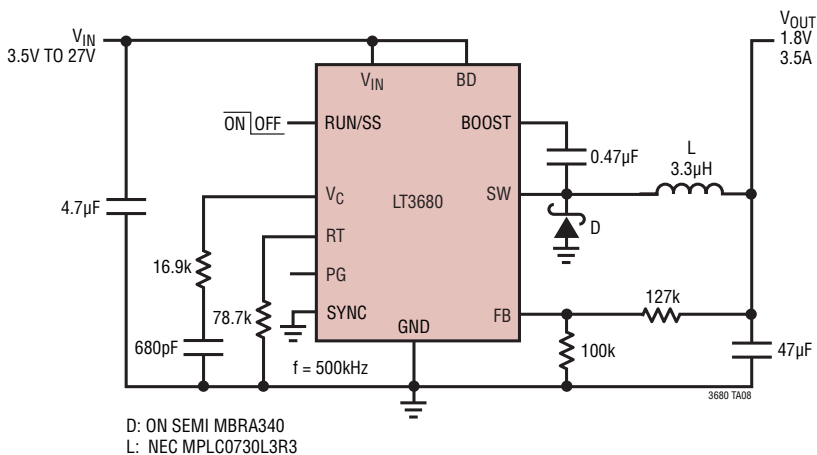 VIN
3.5V TO 27V
VOUT
1.8V
3.5A
VIN
BD
ON OFF
RUN/SS
BOOST
0.47µF
L
3.3µH
4.7µF
VC
LT3680
SW
D
RT
16.9k
PG
78.7k
127k
SYNC
FB
GND
680pF
f = 500kHz
100k
47µF
3680 TA08
D: ON SEMI MBRA340
L: NEC MPLC0730L3R3